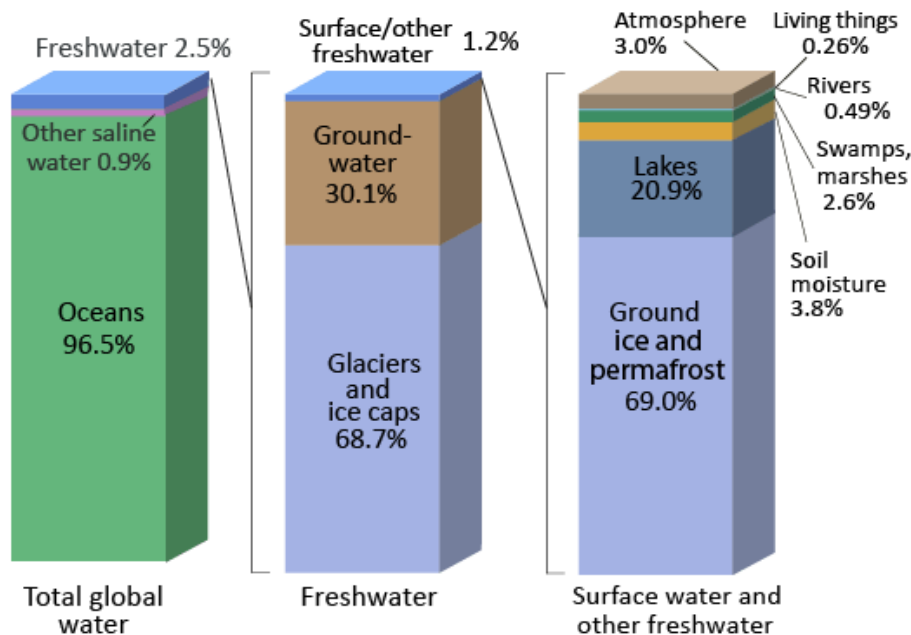 Freshwater 2.5%
Other saline
water 0.9%
Oceans
96.5%
Total global
water
Surface/other
freshwater
1.2%
Ground-
water
30.1%
Glaciers
and
ice caps
68.7%
Freshwater
Atmosphere
3.0%
Living things
0.26%
Rivers
0.49%
Swamps,
marshes
2.6%
Soil
moisture
3.8%
Lakes
20.9%
Ground
ice and
permafrost
69.0%
Surface water and
other freshwater